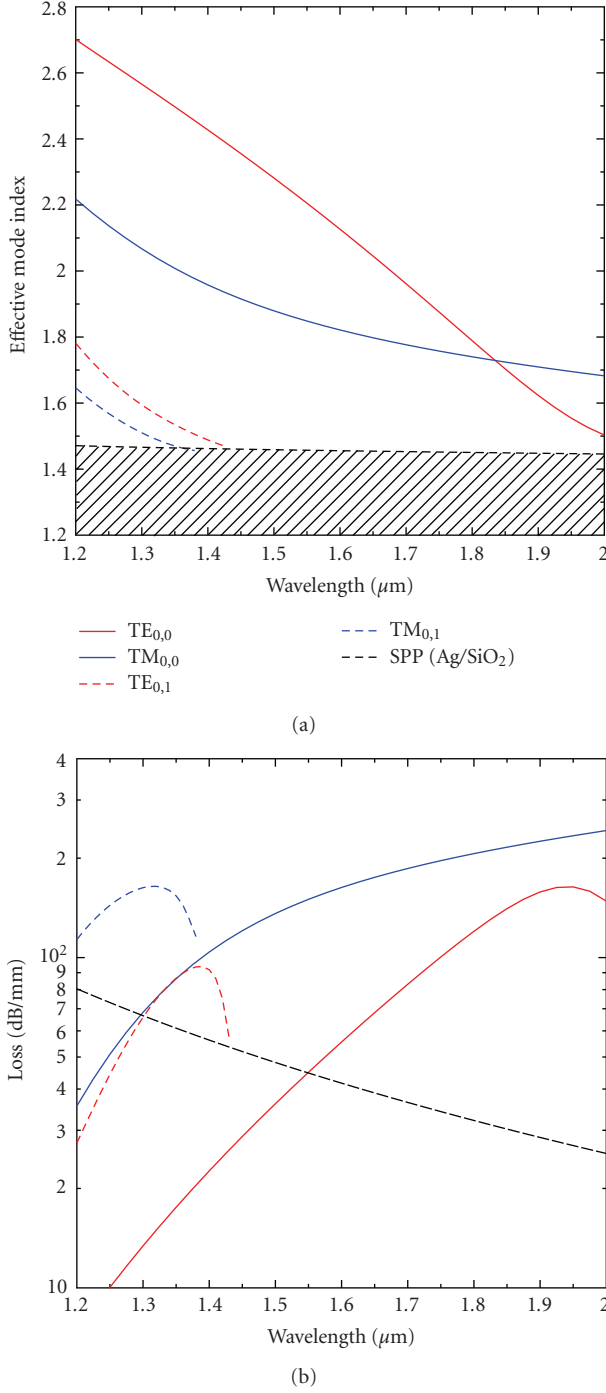 2.8
2.6
2.4
2.2
2
1.8
1.6
1.4
1.2
Effective mode index
1.2 1.3 1.4 1.5 1.6 1.7 1.8 1.9 2
Wavelength (μm)
TE0,0
TM0,0
TE0,1
TM0,1
SPP (Ag/SiO2)
(a)
4
3
2
10²
9
8
7
6
5
4
3
2
10
Loss (dB/mm)
1.2 1.3 1.4 1.5 1.6 1.7 1.8 1.9 2
Wavelength (μm)
(b)